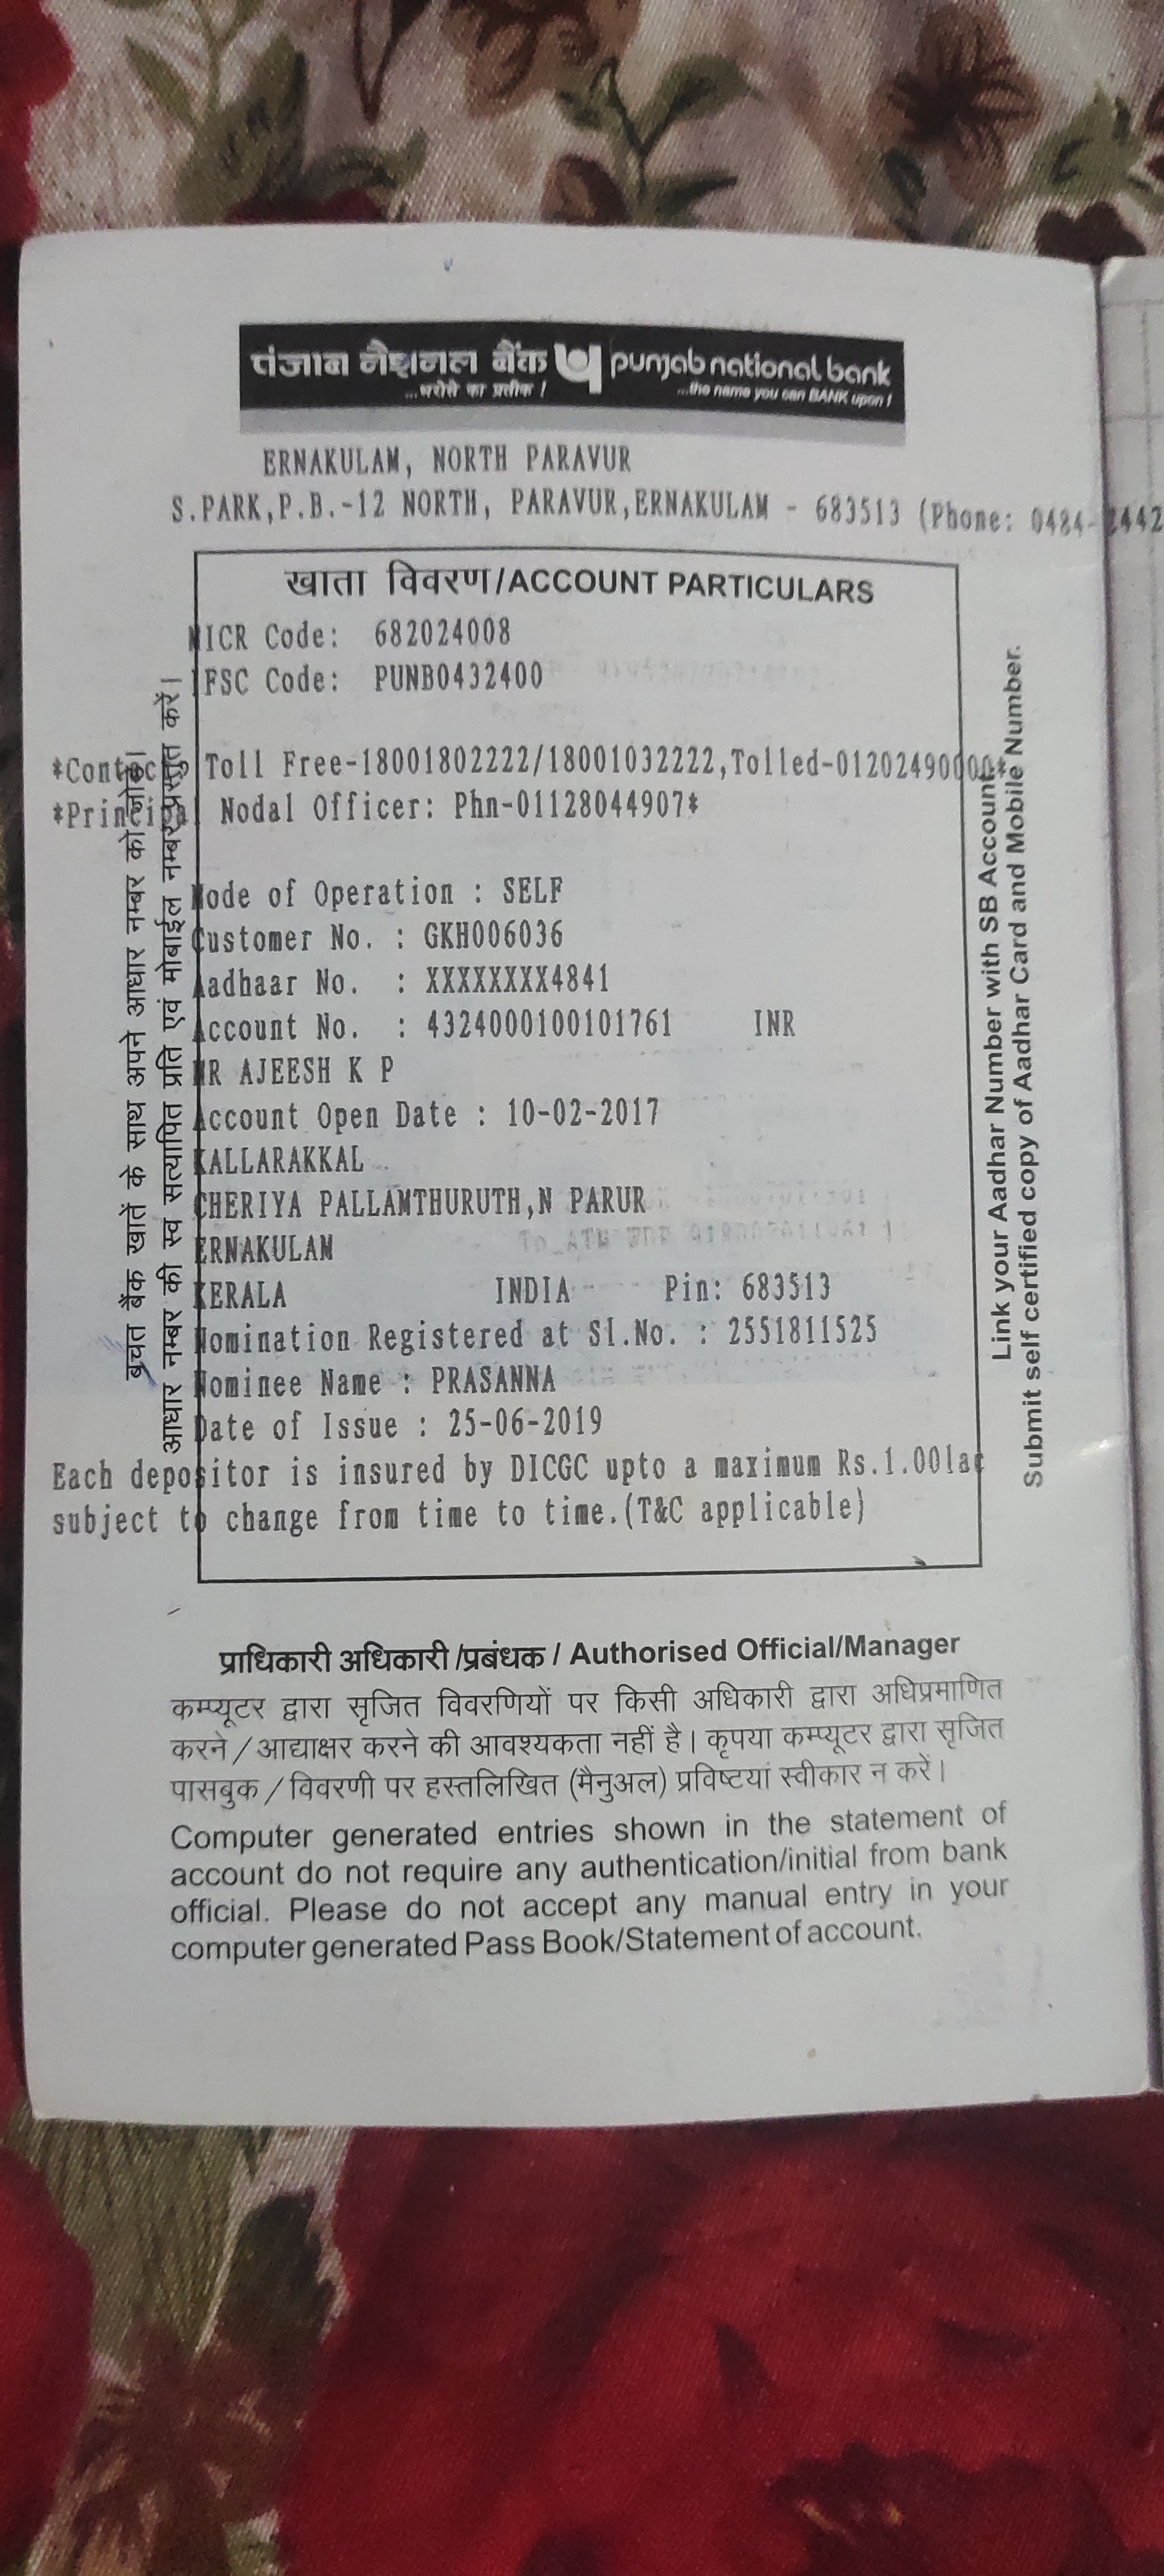 पंजाब नैशनल बैंक punjab national bank
...भरोसे का प्रतीक ! ...the name you can BANK upon !
ERNAKULAM, NORTH PARAVUR
S.PARK,P.B.-12 NORTH, PARAVUR,ERNAKULAM - 683513 (Phone: 0484-2442
खाता विवरण/ACCOUNT PARTICULARS
MICR Code: 682024008
IFSC Code: PUNB0432400
*Contact Toll Free-18001802222/18001032222,Tolled-01202490000*
*Principal Nodal Officer: Phn-01128044907*
Mode of Operation : SELF
Customer No. : GKH006036
Aadhaar No. : XXXXXXXX4841
Account No. : 4324000100101761 INR
MR AJEESH K P
Account Open Date : 10-02-2017
KALLARAKKAL
CHERIYA PALLAMTHURUTH,N PARUR
ERNAKULAM
KERALA INDIA Pin: 683513
Nomination Registered at Sl.No. : 2551811525
Nominee Name : PRASANNA
Date of Issue : 25-06-2019
Each depositor is insured by DICGC upto a maximum Rs.1.00lac
subject to change from time to time.(T&C applicable)
बचत बैंक खातें के साथ अपने आधार नम्बर को जोडें।
आधार नम्बर की स्व सत्यापित प्रति एवं मोबाईल नम्बर प्रस्तुत करें।
Link your Aadhar Number with SB Account.
Submit self certified copy of Aadhar Card and Mobile Number.
प्राधिकारी अधिकारी /प्रबंधक / Authorised Official/Manager
कम्प्यूटर द्वारा सृजित विवरणियों पर किसी अधिकारी द्वारा अधिप्रमाणित
करने / आद्याक्षर करने की आवश्यकता नहीं है। कृपया कम्प्यूटर द्वारा सृजित
पासबुक / विवरणी पर हस्तलिखित (मैनुअल) प्रविष्टयां स्वीकार न करें।
Computer generated entries shown in the statement of
account do not require any authentication/initial from bank
official. Please do not accept any manual entry in your
computer generated Pass Book/Statement of account.